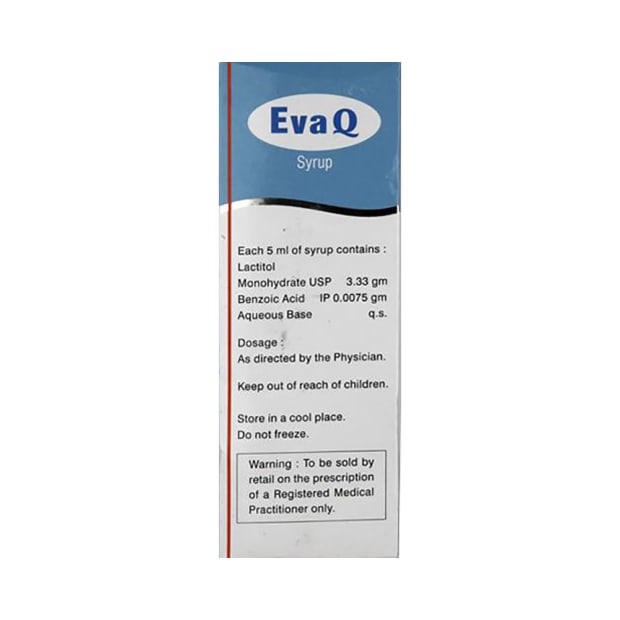 Eva Q
Syrup
Each 5 ml of syrup contains :
Lactitol
Monohydrate USP 3.33 gm
Benzoic Acid IP 0.0075 gm
Aqueous Base q.s.
Dosage :
As directed by the Physician.
Keep out of reach of children.
Store in a cool place.
Do not freeze.
Warning : To be sold by
retail on the prescription
of a Registered Medical
Practitioner only.